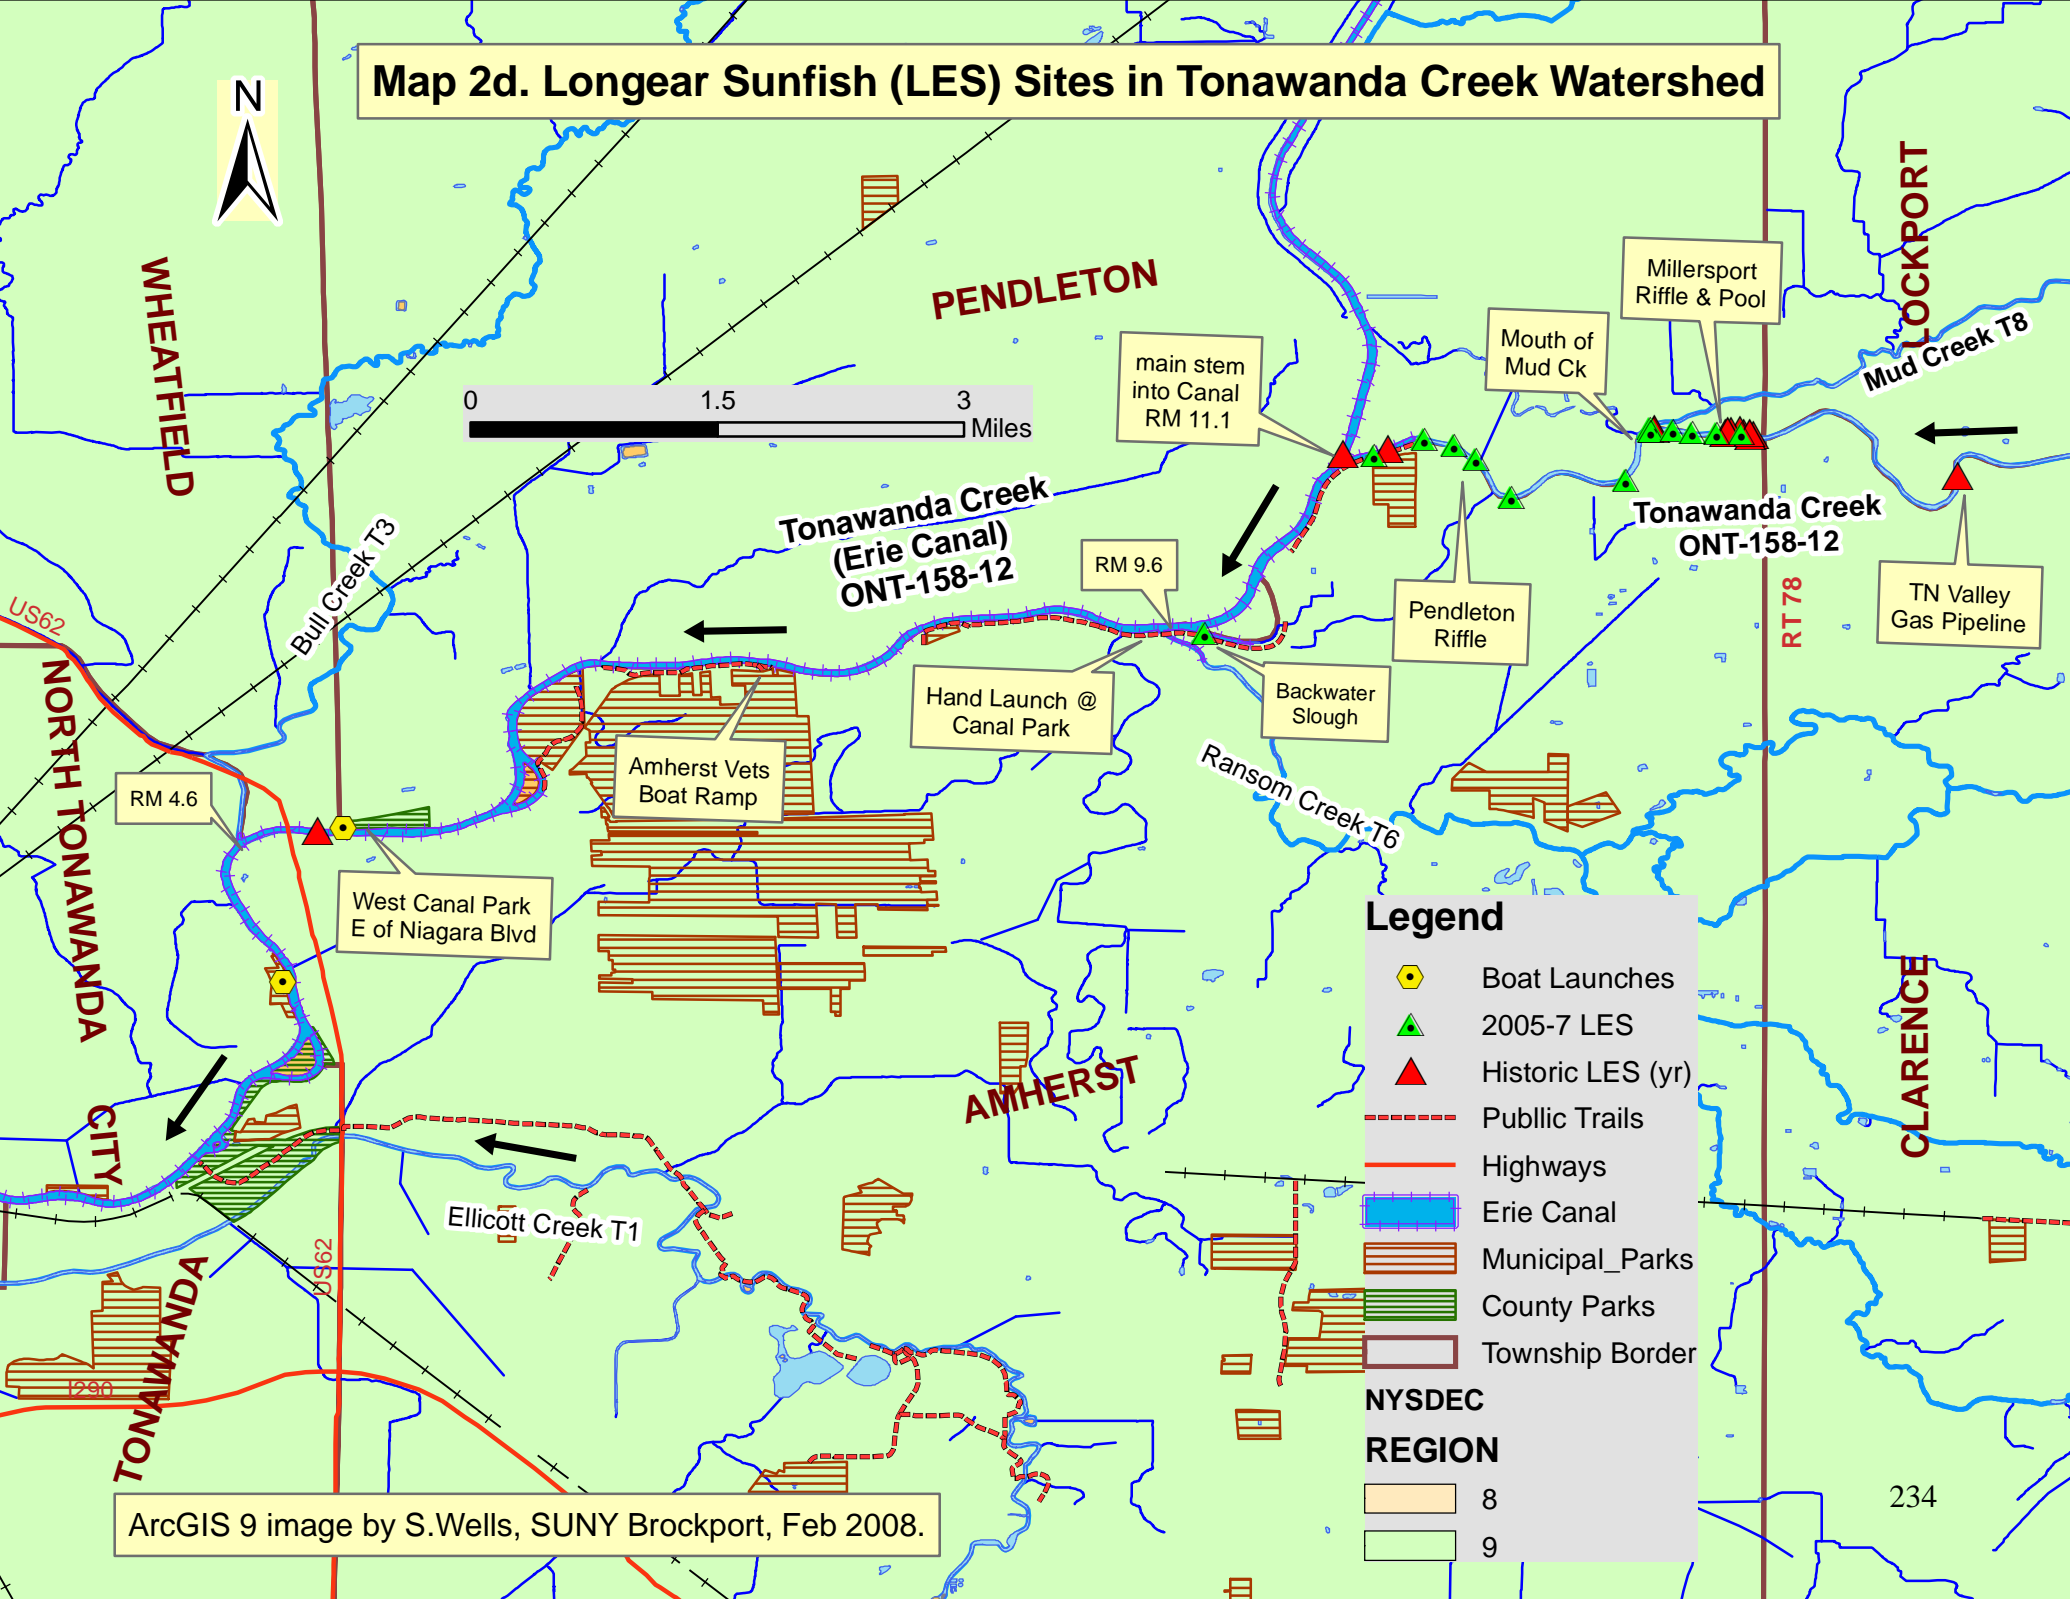 Map 2d. Longear Sunfish (LES) Sites in Tonawanda Creek Watershed
N
WHEATFIELD
PENDLETON
LOCKPORT
Millersport
Riffle & Pool
Mouth of
Mud Ck
Mud Creek T8
main stem
into Canal
RM 11.1
0
1.5
3
Miles
Tonawanda Creek
(Erie Canal)
ONT-158-12
Tonawanda Creek
ONT-158-12
RM 9.6
Pendleton
Riffle
RT 78
TN Valley
Gas Pipeline
US62
Bull Creek T3
NORTH TONAWANDA
CITY
Hand Launch @
Canal Park
Backwater
Slough
Amherst Vets
Boat Ramp
Ransom Creek T6
RM 4.6
West Canal Park
E of Niagara Blvd
AMHERST
CLARENCE
Ellicott Creek T1
US62
TONAWANDA
I290
Legend
Boat Launches
2005-7 LES
Historic LES (yr)
Publlic Trails
Highways
Erie Canal
Municipal_Parks
County Parks
Township Border
NYSDEC
REGION
8
9
234
ArcGIS 9 image by S.Wells, SUNY Brockport, Feb 2008.